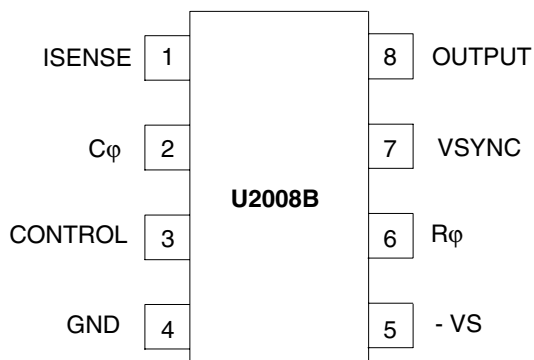 ISENSE 1 8 OUTPUT
Cφ 2 7 VSYNC
U2008B
CONTROL 3 6 Rφ
GND 4 5 - VS